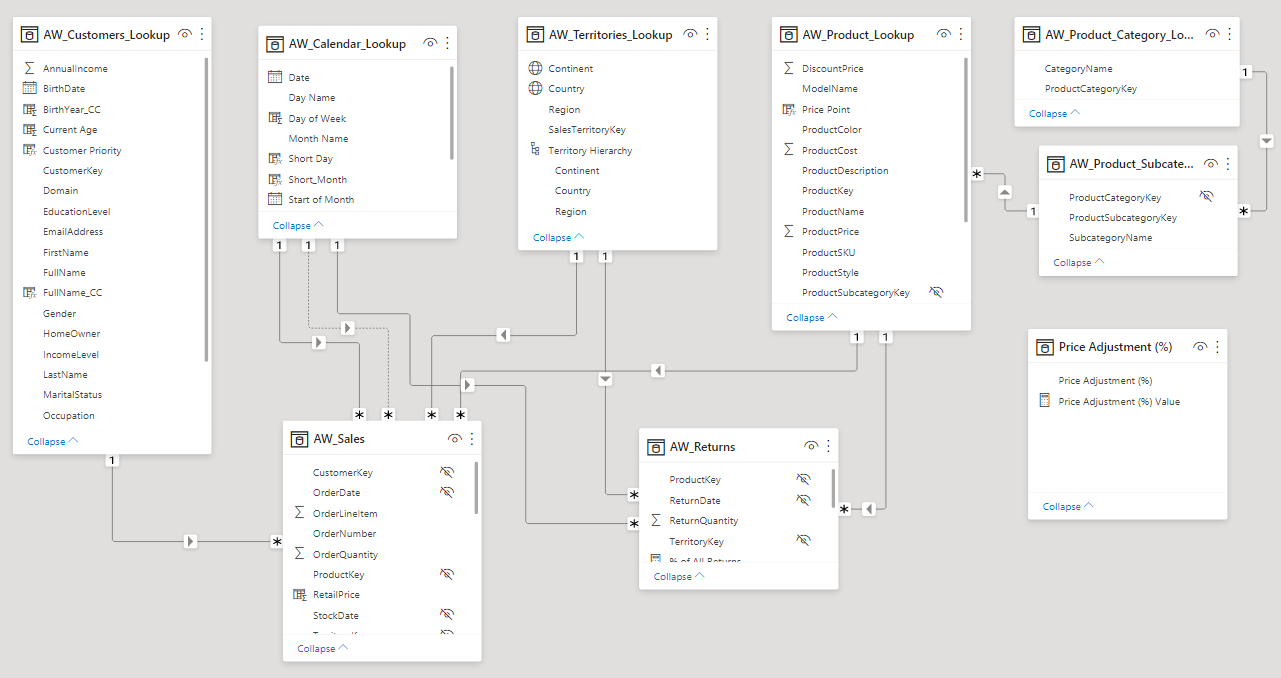 AW_Customers_Lookup
AnnualIncome
BirthDate
BirthYear_CC
Current Age
Customer Priority
CustomerKey
Domain
EducationLevel
EmailAddress
FirstName
FullName
FullName_CC
Gender
HomeOwner
IncomeLevel
LastName
MaritalStatus
Occupation
Collapse
1
AW_Calendar_Lookup
Date
Day Name
Day of Week
Month Name
Short Day
Short_Month
Start of Month
Collapse
1
1
1
AW_Territories_Lookup
Continent
Country
Region
SalesTerritoryKey
Territory Hierarchy
Continent
Country
Region
Collapse
1
1
AW_Product_Lookup
DiscountPrice
ModelName
Price Point
ProductColor
ProductCost
ProductDescription
ProductKey
ProductName
ProductPrice
ProductSKU
ProductStyle
ProductSubcategoryKey
Collapse
*
1
1
AW_Product_Category_Lo...
CategoryName
ProductCategoryKey
Collapse
1
AW_Product_Subcate...
ProductCategoryKey
ProductSubcategoryKey
SubcategoryName
Collapse
1
*
Price Adjustment (%)
Price Adjustment (%)
Price Adjustment (%) Value
Collapse
* * * *
AW_Sales
CustomerKey
OrderDate
OrderLineItem
OrderNumber
OrderQuantity
ProductKey
RetailPrice
StockDate
Collapse
*
AW_Returns
ProductKey
ReturnDate
ReturnQuantity
TerritoryKey
% of All Returns
Collapse
*
*
*